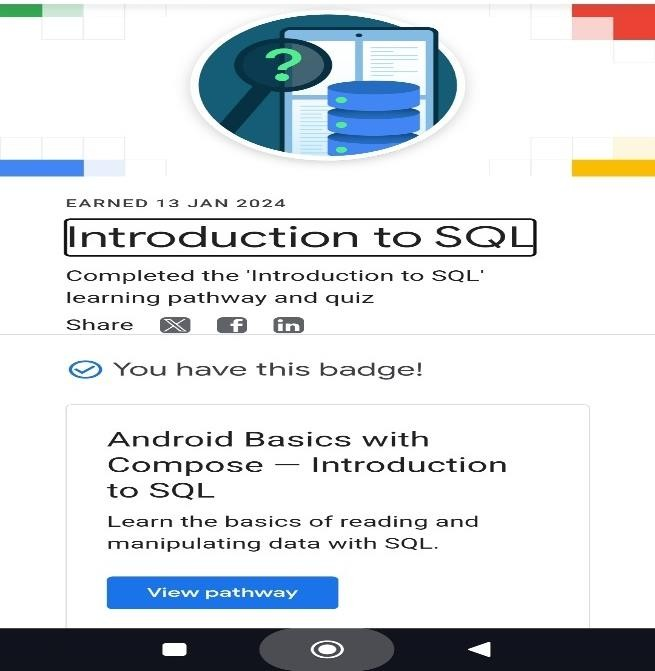 ?
EARNED 13 JAN 2024
Introduction to SQL
Completed the 'Introduction to SQL'
learning pathway and quiz
Share
You have this badge!
Android Basics with
Compose — Introduction
to SQL
Learn the basics of reading and
manipulating data with SQL.
View pathway